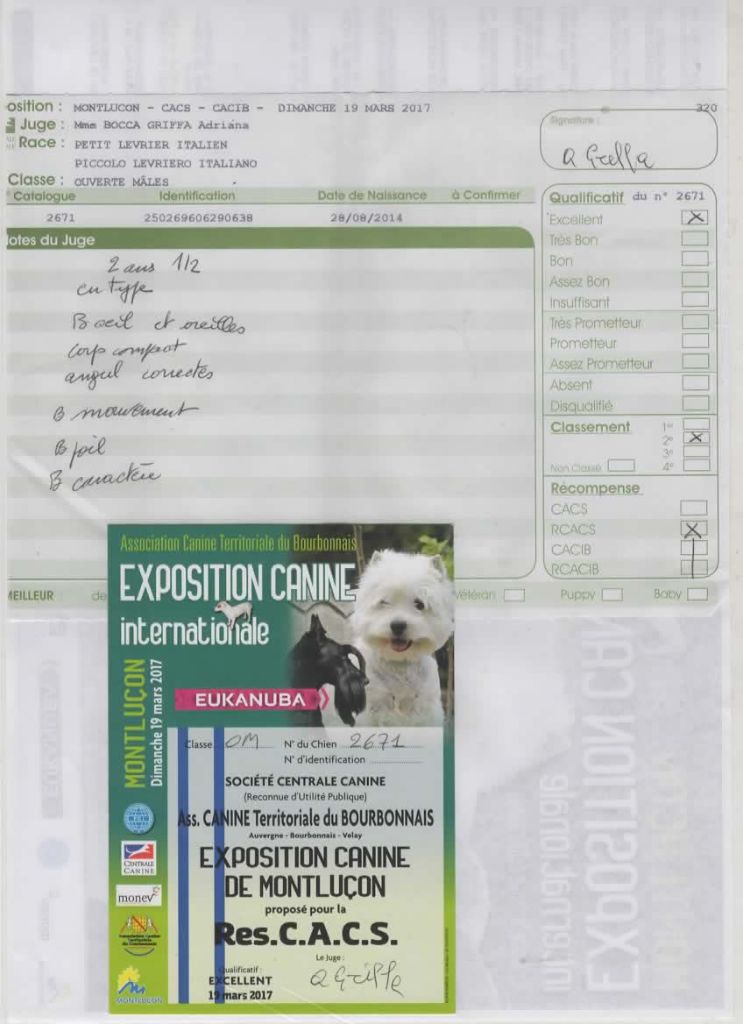 osition : MONTLUCON - CACS - CACIB - DIMANCHE 19 MARS 2017
320
Juge : Mme BOCCA GRIFFA Adriana
Signature :
Race : PETIT LEVRIER ITALIEN
PICCOLO LEVRIERO ITALIANO
Classe : OUVERTE MÂLES
Catalogue Identification Date de Naissance à Confirmer
2671 250269606290638 28/08/2014
otes du Juge
2 ans 1/2
en type
B oeil et oreilles
corp compact
angul correctes
B mouvement
B poil
B caractère
Qualificatif du n° 2671
Excellent X
Très Bon
Bon
Assez Bon
Insuffisant
Très Prometteur
Prometteur
Assez Prometteur
Absent
Disqualifié
Classement 1er
2e X
3e
Non Classé 4e
Récompense
CACS
RCACS X
CACIB
RCACIB
MEILLEUR de Vétéran Puppy Baby
Association Canine Territoriale du Bourbonnais
EXPOSITION CANINE
internationale
MONTLUÇON
Dimanche 19 mars 2017
EUKANUBA
Classe OM N° du Chien 2671
N° d'identification
SOCIÉTÉ CENTRALE CANINE
(Reconnue d'Utilité Publique)
Ass. CANINE Territoriale du BOURBONNAIS
Auvergne - Bourbonnais - Velay
EXPOSITION CANINE
DE MONTLUÇON
proposé pour la
Res.C.A.C.S.
Le Juge :
Qualificatif :
EXCELLENT
19 mars 2017
CENTRALE
CANINE
MONTLUCON